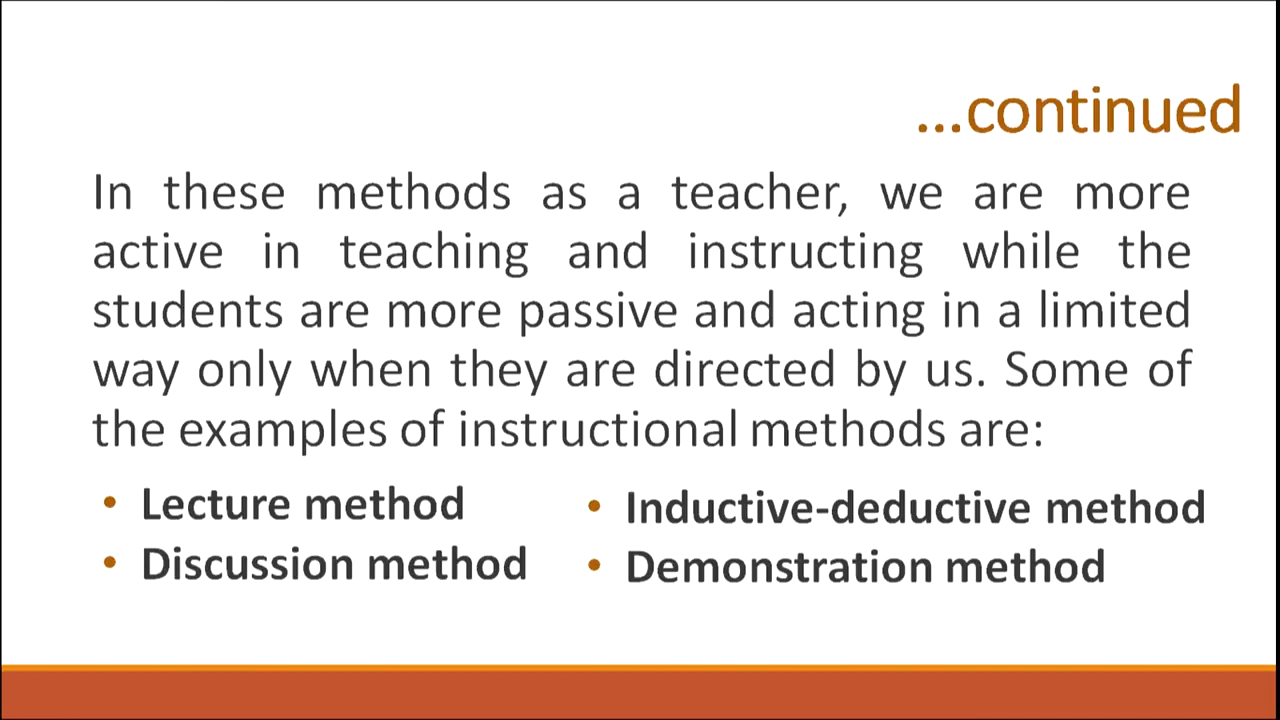 ...continued
In these methods as a teacher, we are more
active in teaching and instructing while the
students are more passive and acting in a limited
way only when they are directed by us. Some of
the examples of instructional methods are:
• Lecture method
• Discussion method
• Inductive-deductive method
• Demonstration method